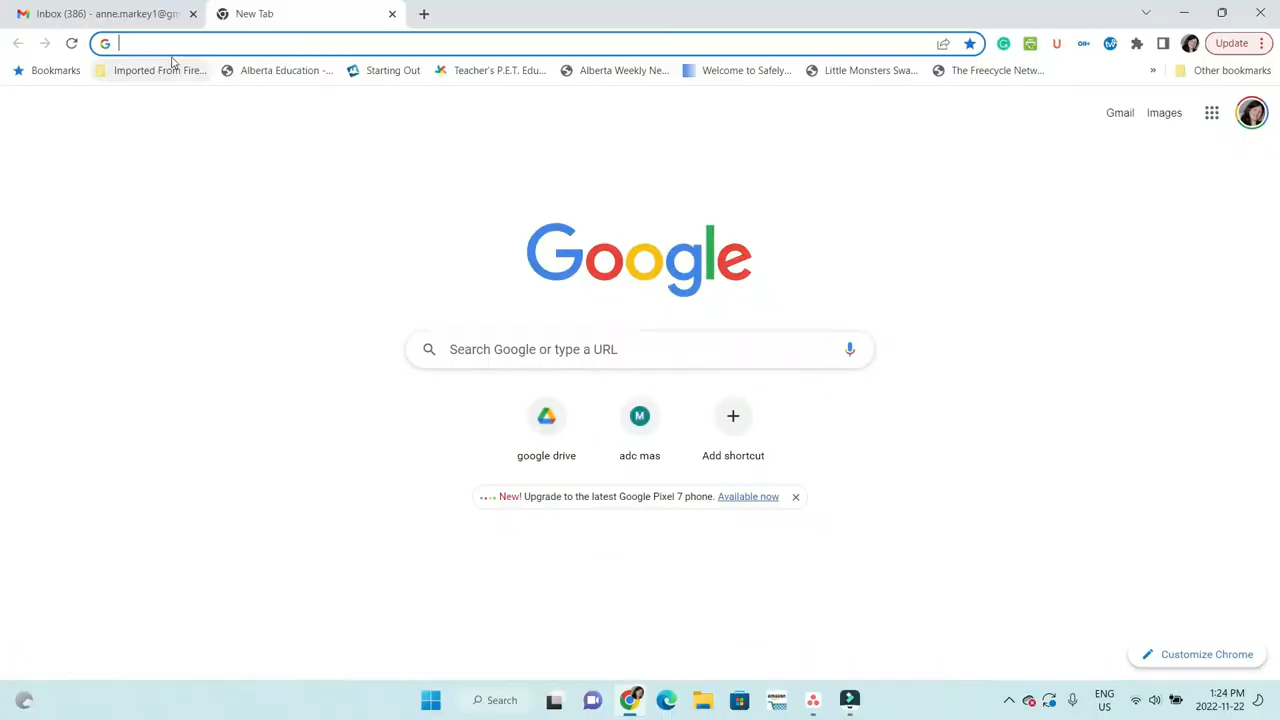 Inbox (386) - anne.markey1@gm
New Tab
Update
Bookmarks
Imported From Fire...
Alberta Education -...
Starting Out
Teacher's P.E.T. Edu...
Alberta Weekly Ne...
Welcome to Safely...
Little Monsters Swa...
The Freecycle Netw...
»
Other bookmarks
Gmail
Images
Google
Search Google or type a URL
M
google drive
adc mas
Add shortcut
New! Upgrade to the latest Google Pixel 7 phone. Available now
Customize Chrome
Search
amazon
ENG
US
1:24 PM
2022-11-22